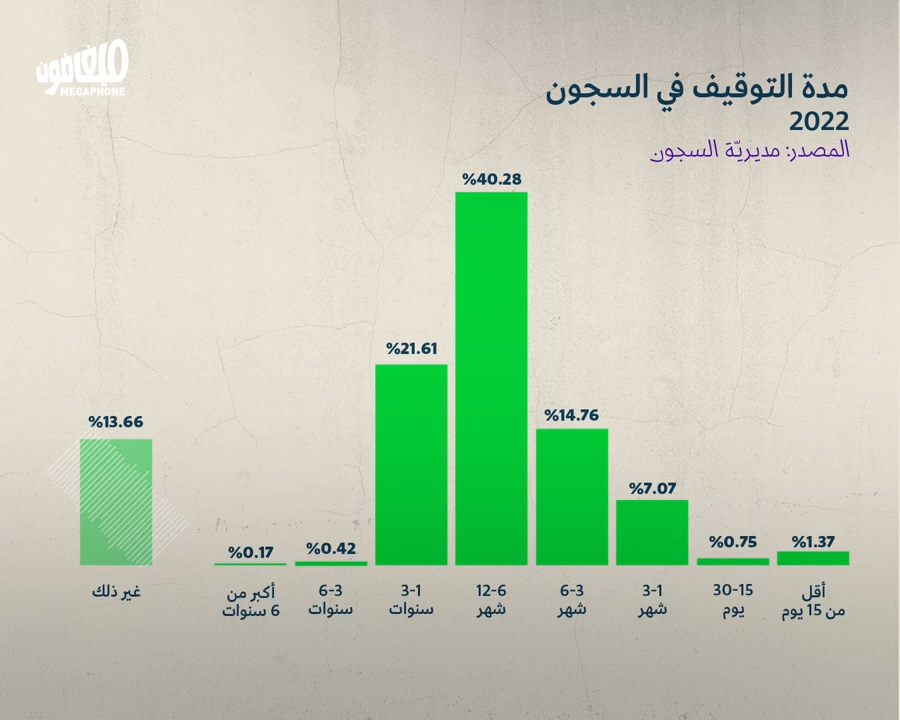 ميغافون
MEGAPHONE
مدة التوقيف في السجون
2022
المصدر: مديريّة السجون
%40.28
%21.61
%14.76
%13.66
%7.07
%1.37
%0.75
%0.42
%0.17
أقل
من 15 يوم
30-15
يوم
3-1
شهر
6-3
شهر
12-6
شهر
3-1
سنوات
6-3
سنوات
أكبر من
6 سنوات
غير ذلك